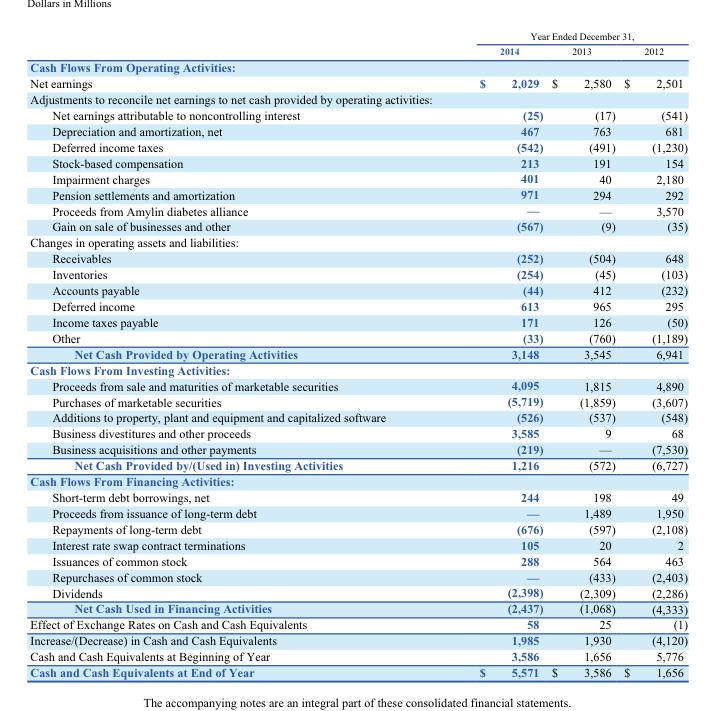 Dollars in Millions
Year Ended December 31,
2014 2013 2012
Cash Flows From Operating Activities:
Net earnings $ 2,029 $ 2,580 $ 2,501
Adjustments to reconcile net earnings to net cash provided by operating activities:
Net earnings attributable to noncontrolling interest (25) (17) (541)
Depreciation and amortization, net 467 763 681
Deferred income taxes (542) (491) (1,230)
Stock-based compensation 213 191 154
Impairment charges 401 40 2,180
Pension settlements and amortization 971 294 292
Proceeds from Amylin diabetes alliance — — 3,570
Gain on sale of businesses and other (567) (9) (35)
Changes in operating assets and liabilities:
Receivables (252) (504) 648
Inventories (254) (45) (103)
Accounts payable (44) 412 (232)
Deferred income 613 965 295
Income taxes payable 171 126 (50)
Other (33) (760) (1,189)
Net Cash Provided by Operating Activities 3,148 3,545 6,941
Cash Flows From Investing Activities:
Proceeds from sale and maturities of marketable securities 4,095 1,815 4,890
Purchases of marketable securities (5,719) (1,859) (3,607)
Additions to property, plant and equipment and capitalized software (526) (537) (548)
Business divestitures and other proceeds 3,585 9 68
Business acquisitions and other payments (219) — (7,530)
Net Cash Provided by/(Used in) Investing Activities 1,216 (572) (6,727)
Cash Flows From Financing Activities:
Short-term debt borrowings, net 244 198 49
Proceeds from issuance of long-term debt — 1,489 1,950
Repayments of long-term debt (676) (597) (2,108)
Interest rate swap contract terminations 105 20 2
Issuances of common stock 288 564 463
Repurchases of common stock — (433) (2,403)
Dividends (2,398) (2,309) (2,286)
Net Cash Used in Financing Activities (2,437) (1,068) (4,333)
Effect of Exchange Rates on Cash and Cash Equivalents 58 25 (1)
Increase/(Decrease) in Cash and Cash Equivalents 1,985 1,930 (4,120)
Cash and Cash Equivalents at Beginning of Year 3,586 1,656 5,776
Cash and Cash Equivalents at End of Year $ 5,571 $ 3,586 $ 1,656
The accompanying notes are an integral part of these consolidated financial statements.